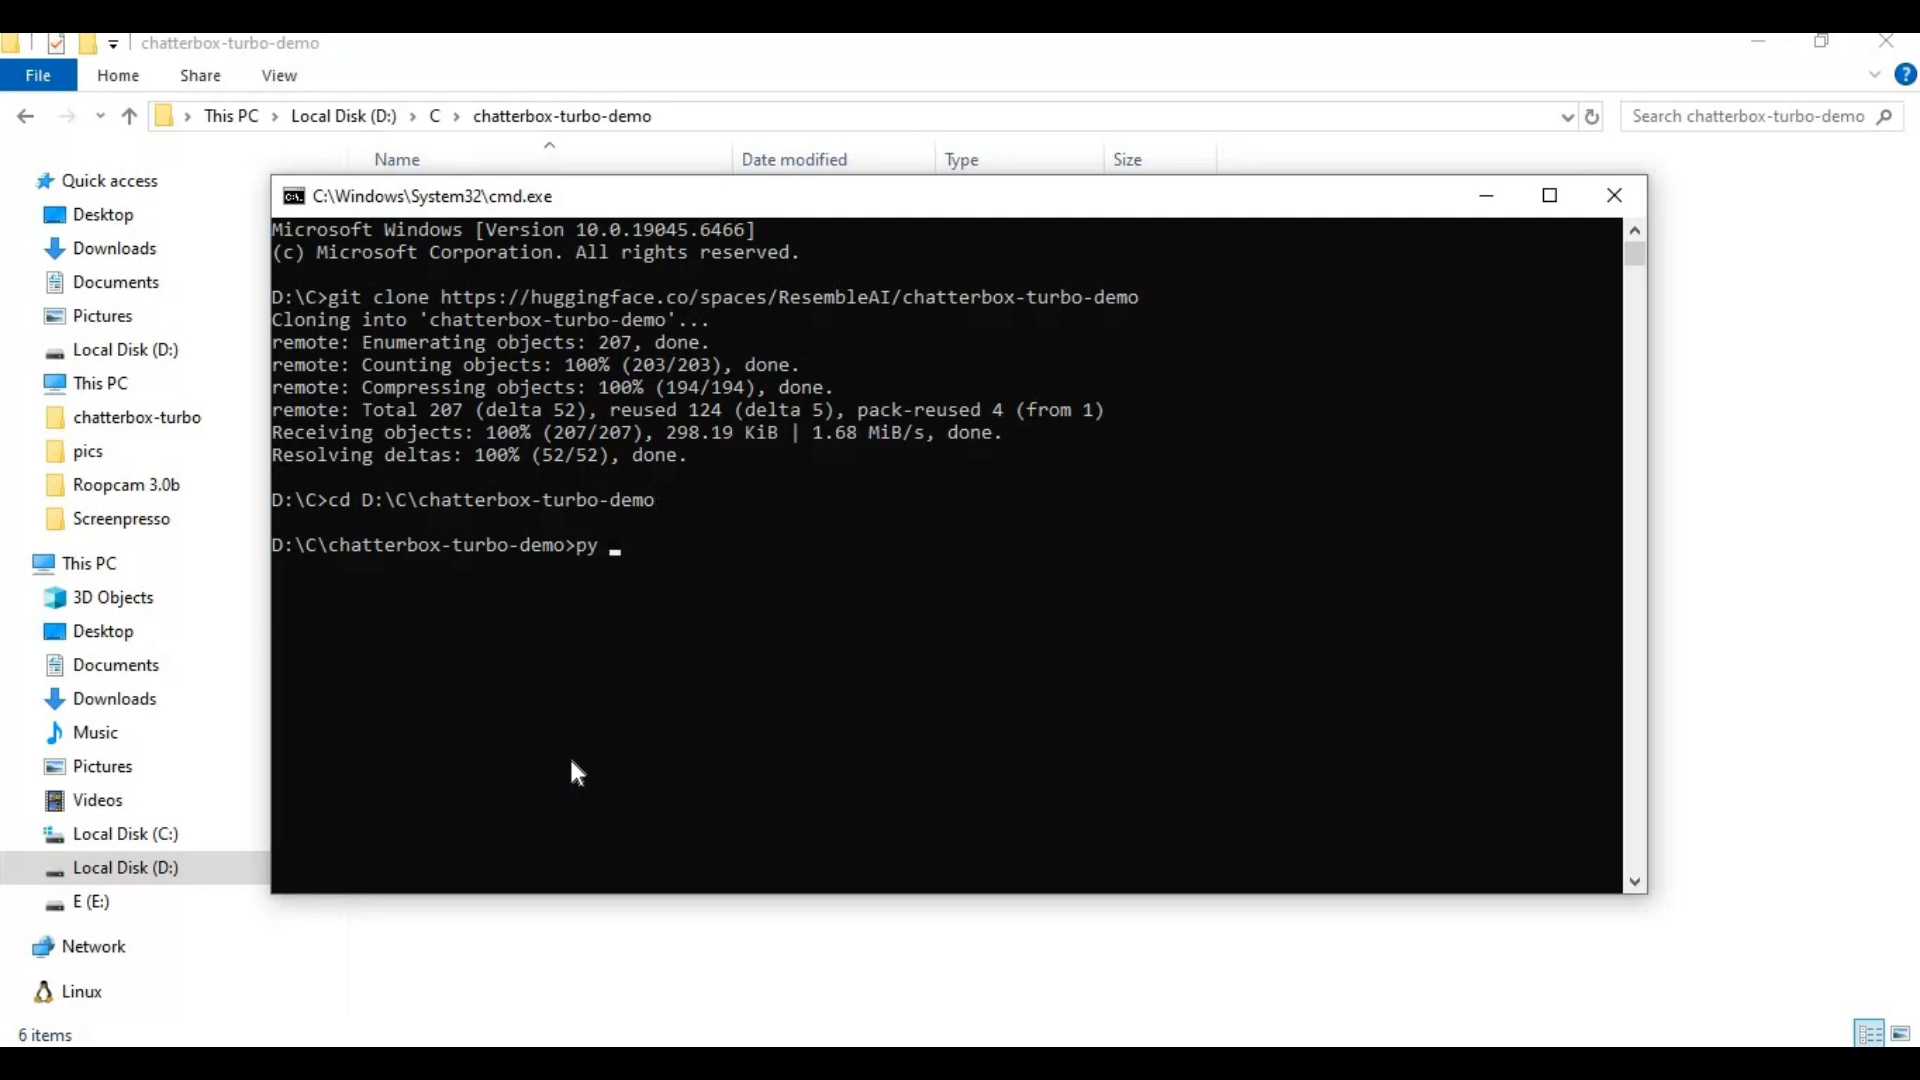 chatterbox-turbo-demo
File Home Share View
This PC Local Disk (D:) C chatterbox-turbo-demo
Search chatterbox-turbo-demo
Name Date modified Type Size
Quick access
Desktop
Downloads
Documents
Pictures
Local Disk (D:)
This PC
chatterbox-turbo
pics
Roopcam 3.0b
Screenpresso
This PC
3D Objects
Desktop
Documents
Downloads
Music
Pictures
Videos
Local Disk (C:)
Local Disk (D:)
E (E:)
Network
Linux
6 items
C:\Windows\System32\cmd.exe
Microsoft Windows [Version 10.0.19045.6466]
(c) Microsoft Corporation. All rights reserved.
D:\C>git clone https://huggingface.co/spaces/ResembleAI/chatterbox-turbo-demo
Cloning into 'chatterbox-turbo-demo'...
remote: Enumerating objects: 207, done.
remote: Counting objects: 100% (203/203), done.
remote: Compressing objects: 100% (194/194), done.
remote: Total 207 (delta 52), reused 124 (delta 5), pack-reused 4 (from 1)
Receiving objects: 100% (207/207), 298.19 KiB | 1.68 MiB/s, done.
Resolving deltas: 100% (52/52), done.
D:\C>cd D:\C\chatterbox-turbo-demo
D:\C\chatterbox-turbo-demo>py